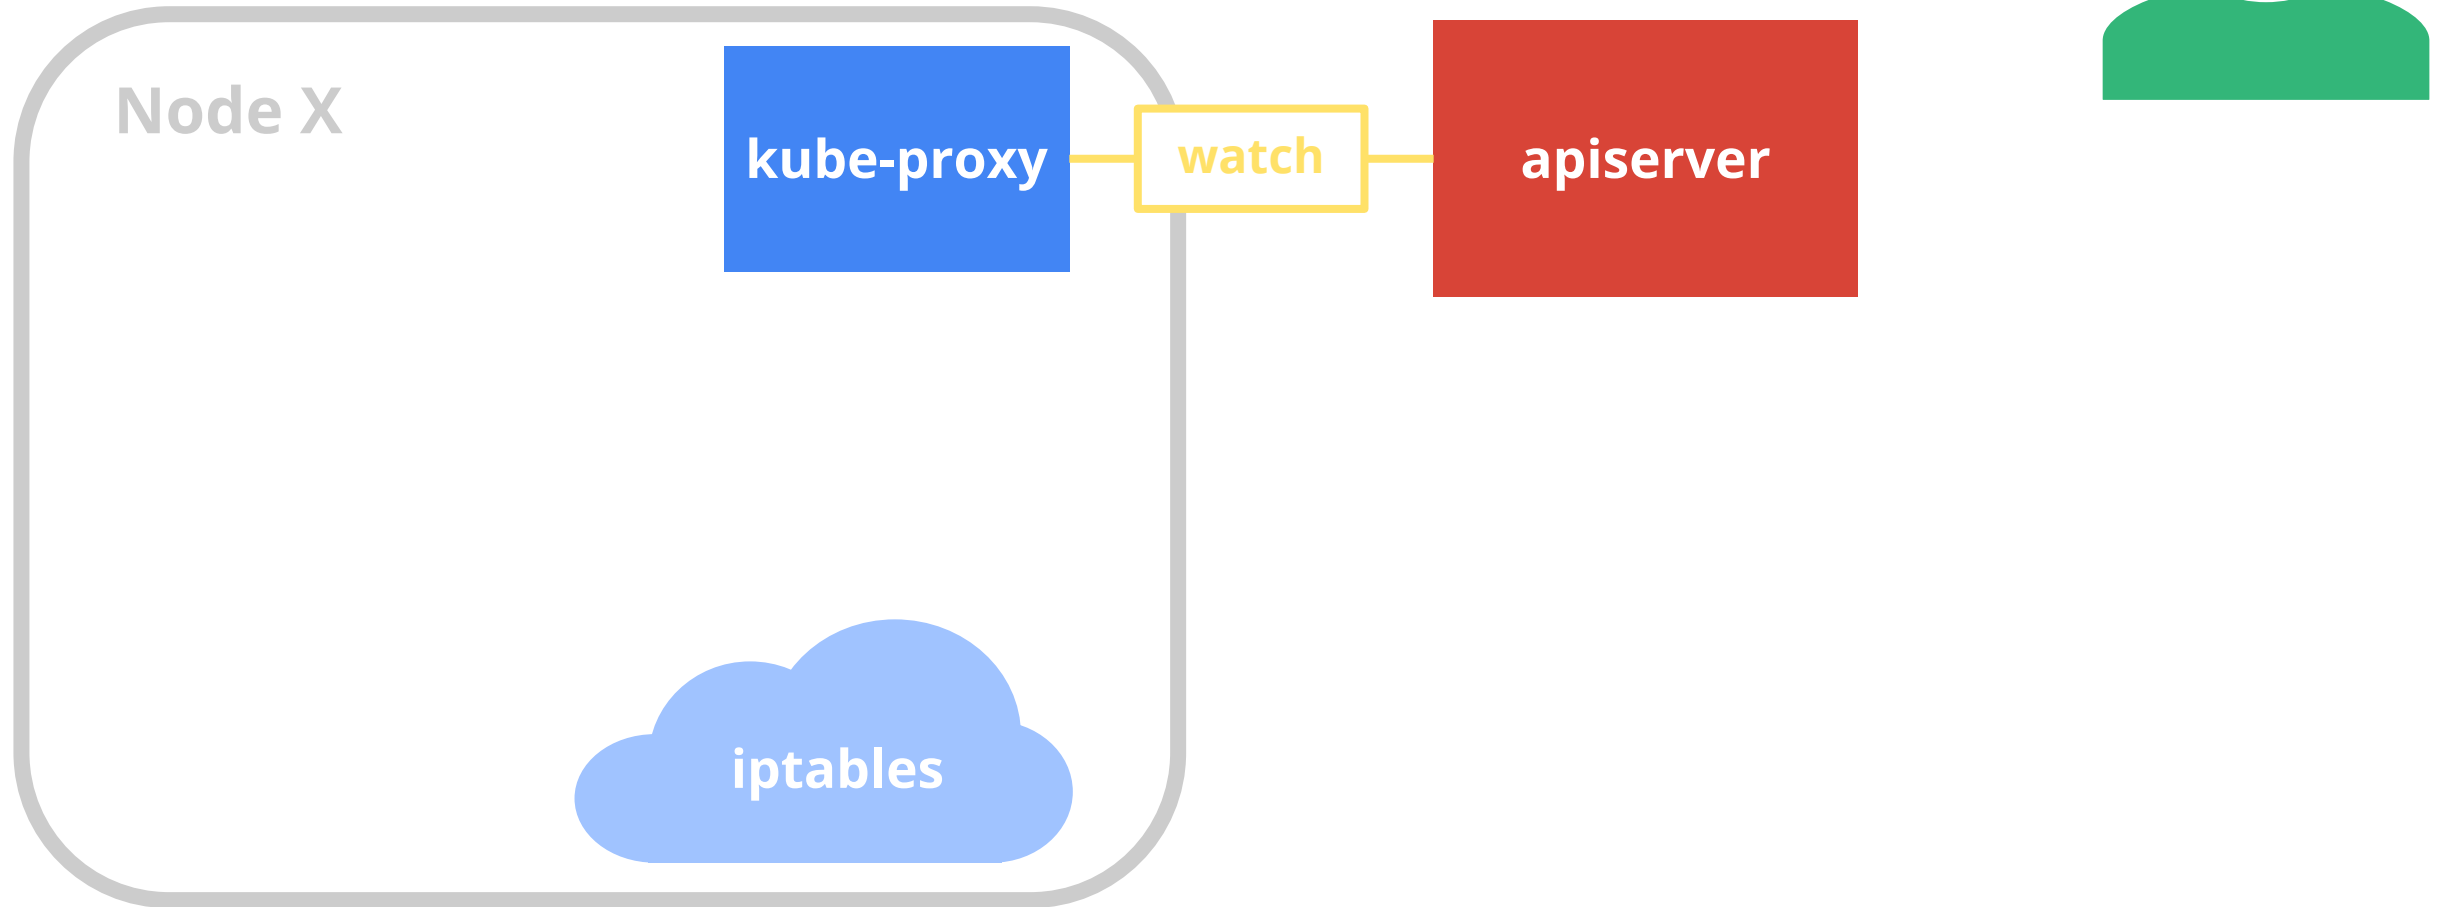 Node X
kube-proxy
watch
apiserver
iptables